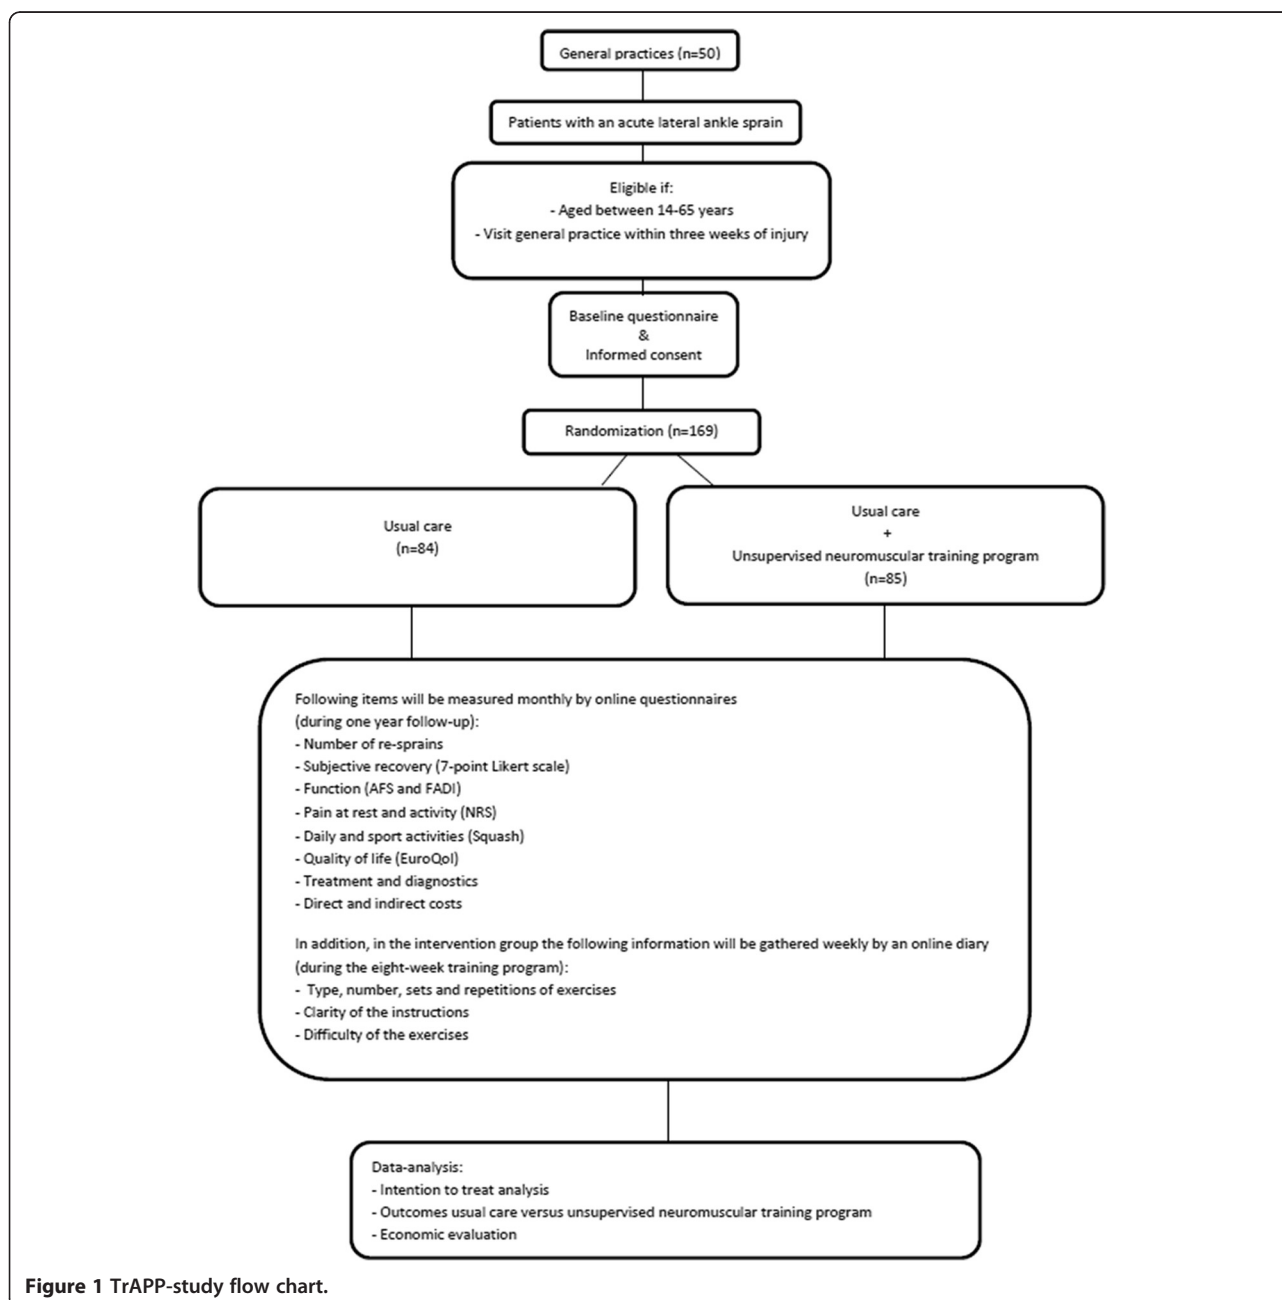 General practices (n=50)
Patients with an acute lateral ankle sprain
Eligible if:
- Aged between 14-65 years
- Visit general practice within three weeks of injury
Baseline questionnaire
&
Informed consent
Randomization (n=169)
Usual care
(n=84)
Usual care
+
Unsupervised neuromuscular training program
(n=85)
Following items will be measured monthly by online questionnaires
(during one year follow-up):
- Number of re-sprains
- Subjective recovery (7-point Likert scale)
- Function (AFS and FADI)
- Pain at rest and activity (NRS)
- Daily and sport activities (Squash)
- Quality of life (EuroQol)
- Treatment and diagnostics
- Direct and indirect costs
In addition, in the intervention group the following information will be gathered weekly by an online diary
(during the eight-week training program):
- Type, number, sets and repetitions of exercises
- Clarity of the instructions
- Difficulty of the exercises
Data-analysis:
- Intention to treat analysis
- Outcomes usual care versus unsupervised neuromuscular training program
- Economic evaluation
Figure 1 TrAPP-study flow chart.